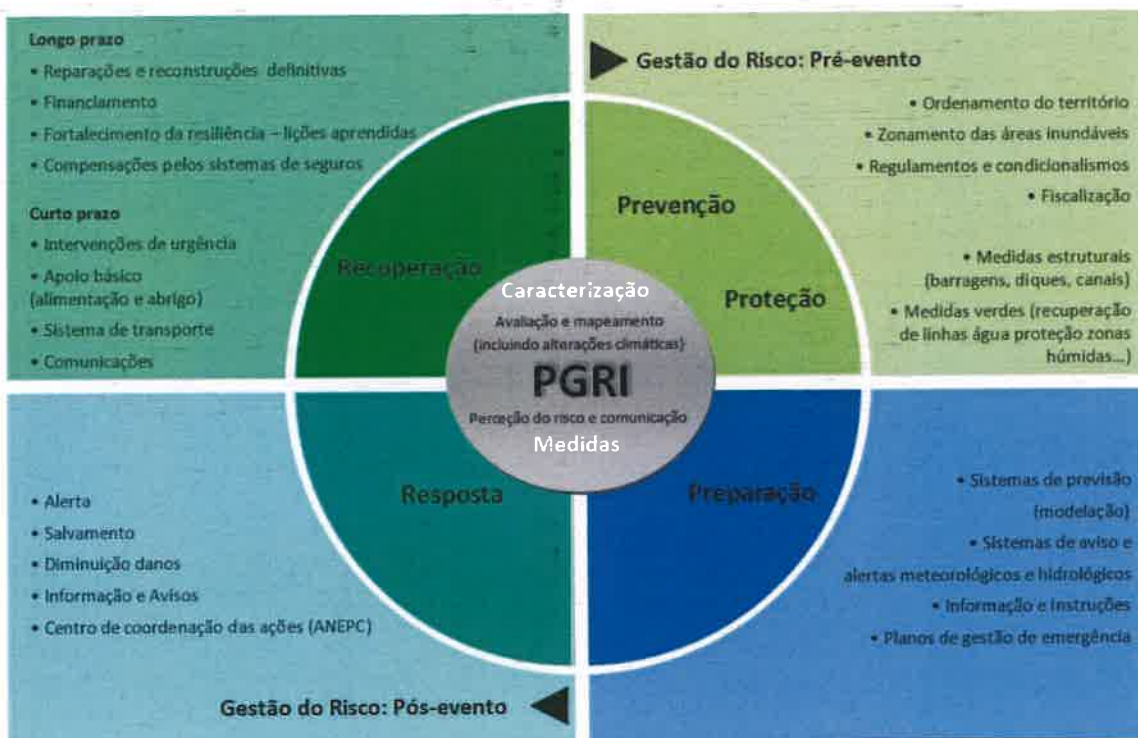 Longo prazo
• Reparações e reconstruções definitivas
• Financiamento
• Fortalecimento da resiliência – lições aprendidas
• Compensações pelos sistemas de seguros
Curto prazo
• Intervenções de urgência
• Apoio básico
(alimentação e abrigo)
• Sistema de transporte
• Comunicações
Recuperação
Gestão do Risco: Pré-evento
• Ordenamento do território
• Zonamento das áreas inundáveis
• Regulamentos e condicionalismos
• Fiscalização
• Medidas estruturais
(barragens, diques, canais)
• Medidas verdes (recuperação
de linhas água proteção zonas
húmidas...)
Prevenção
Proteção
Caracterização
Avaliação e mapeamento
(incluindo alterações climáticas)
PGRI
Perceção do risco e comunicação
Medidas
Resposta
• Alerta
• Salvamento
• Diminuição danos
• Informação e Avisos
• Centro de coordenação das ações (ANEPC)
Gestão do Risco: Pós-evento
Preparação
• Sistemas de previsão
(modelação)
• Sistemas de aviso e
alertas meteorológicos e hidrológicos
• Informação e Instruções
• Planos de gestão de emergência